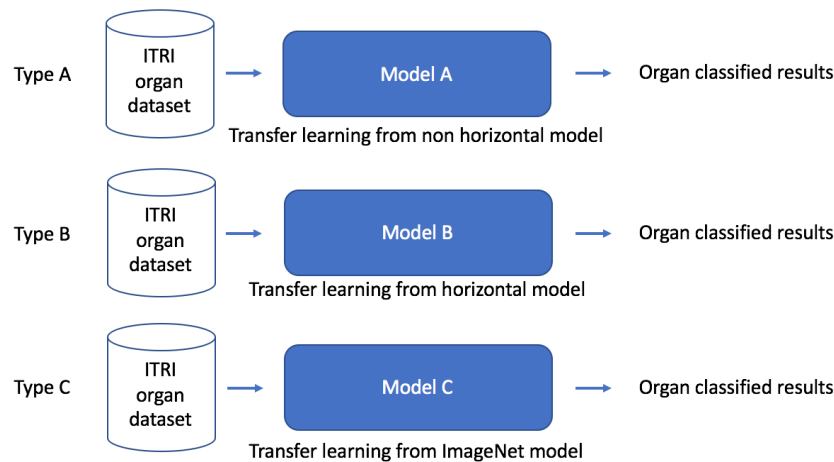 Type A
ITRI
organ
dataset
Model A
Organ classified results
Transfer learning from non horizontal model
Type B
ITRI
organ
dataset
Model B
Organ classified results
Transfer learning from horizontal model
Type C
ITRI
organ
dataset
Model C
Organ classified results
Transfer learning from ImageNet model